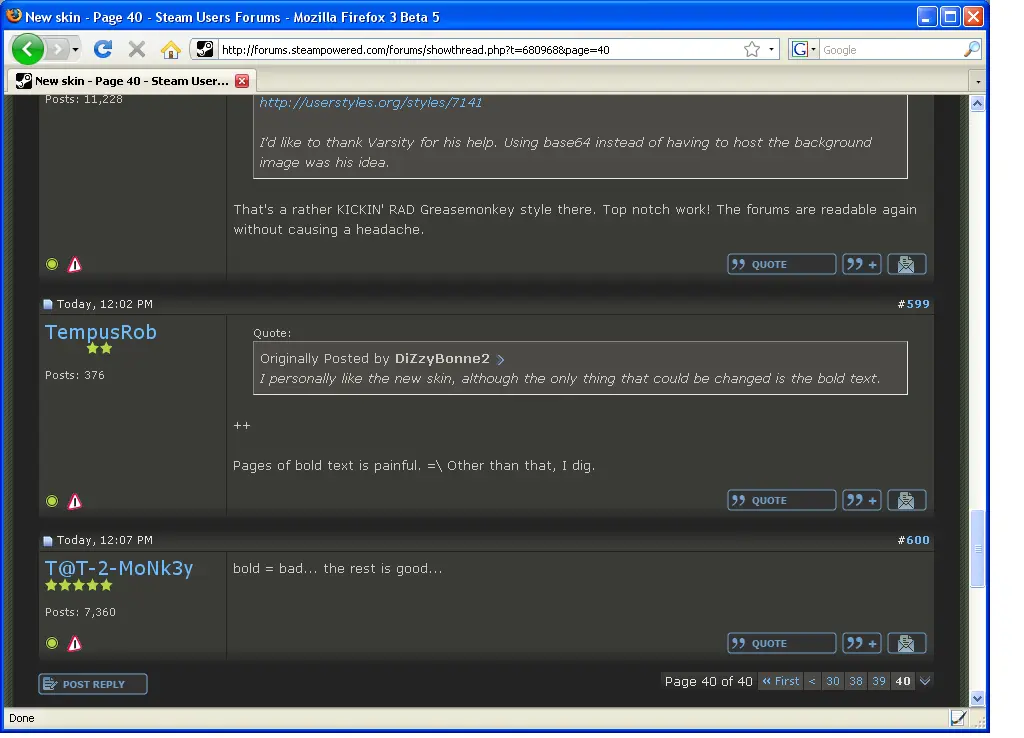 New skin - Page 40 - Steam Users Forums - Mozilla Firefox 3 Beta 5
http://forums.steampowered.com/forums/showthread.php?t=680968&page=40
G Google
New skin - Page 40 - Steam User...
Posts: 11,228
http://userstyles.org/styles/7141
I'd like to thank Varsity for his help. Using base64 instead of having to host the background
image was his idea.
That's a rather KICKIN' RAD Greasemonkey style there. Top notch work! The forums are readable again
without causing a headache.
QUOTE
Today, 12:02 PM #599
TempusRob
Posts: 376
Quote:
Originally Posted by DiZzyBonne2
I personally like the new skin, although the only thing that could be changed is the bold text.
++
Pages of bold text is painful. =\ Other than that, I dig.
QUOTE
Today, 12:07 PM #600
T@T-2-MoNk3y
Posts: 7,360
bold = bad... the rest is good...
QUOTE
POST REPLY
Page 40 of 40 « First < 30 38 39 40
Done